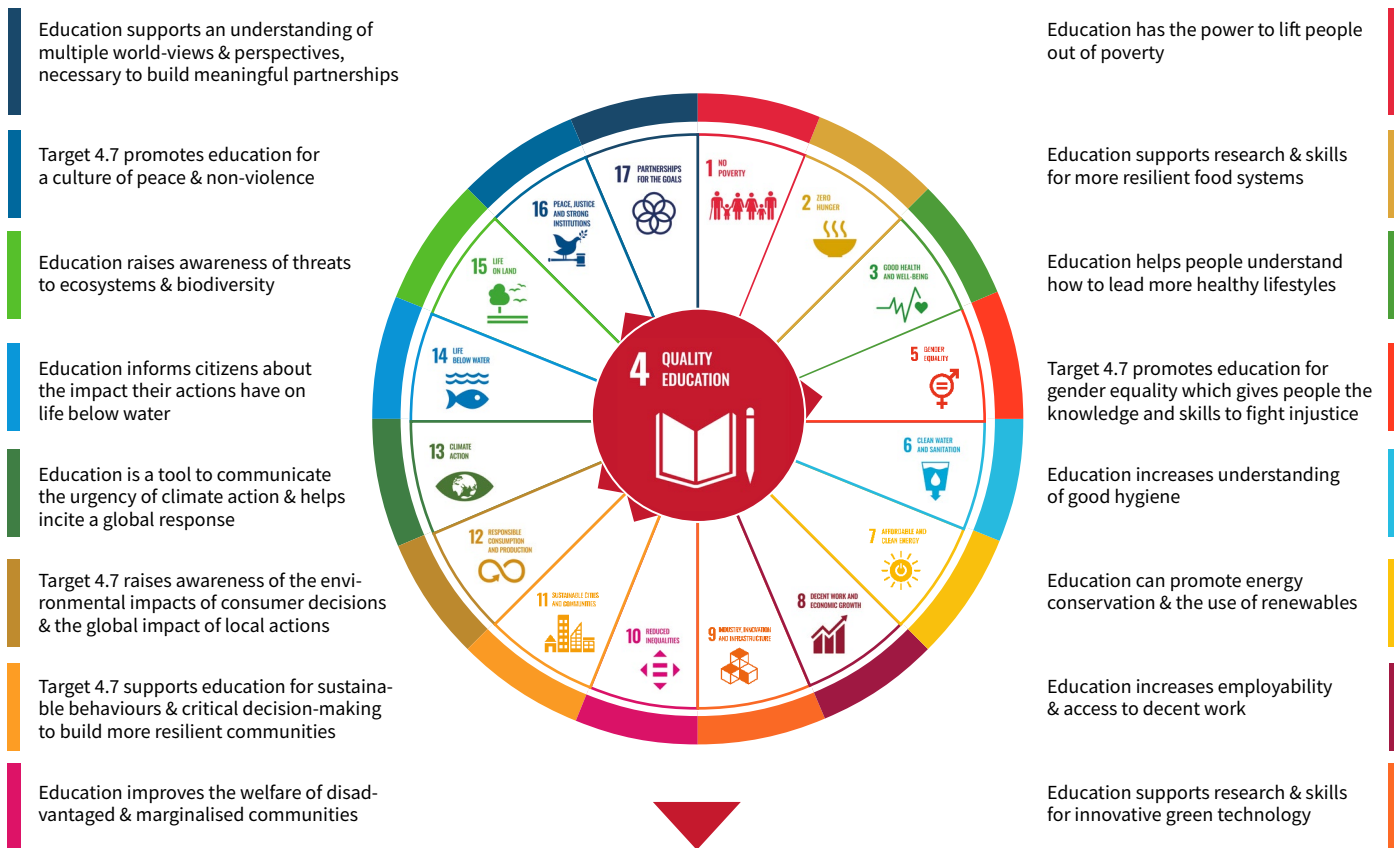 Education supports an understanding of
multiple world-views & perspectives,
necessary to build meaningful partnerships
Target 4.7 promotes education for
a culture of peace & non-violence
Education raises awareness of threats
to ecosystems & biodiversity
Education informs citizens about
the impact their actions have on
life below water
Education is a tool to communicate
the urgency of climate action & helps
incite a global response
Target 4.7 raises awareness of the envi-
ronmental impacts of consumer decisions
& the global impact of local actions
Target 4.7 supports education for sustaina-
ble behaviours & critical decision-making
to build more resilient communities
Education improves the welfare of disad-
vantaged & marginalised communities
1 NO
POVERTY
2 ZERO
HUNGER
3 GOOD HEALTH
AND WELL-BEING
4 QUALITY
EDUCATION
5 GENDER
EQUALITY
6 CLEAN WATER
AND SANITATION
7 AFFORDABLE AND
CLEAN ENERGY
8 DECENT WORK AND
ECONOMIC GROWTH
9 INDUSTRY, INNOVATION
AND INFRASTRUCTURE
10 REDUCED
INEQUALITIES
11 SUSTAINABLE CITIES
AND COMMUNITIES
12 RESPONSIBLE
CONSUMPTION
AND PRODUCTION
13 CLIMATE
ACTION
14 LIFE
BELOW WATER
15 LIFE
ON LAND
16 PEACE, JUSTICE
AND STRONG
INSTITUTIONS
17 PARTNERSHIPS
FOR THE GOALS
Education has the power to lift people
out of poverty
Education supports research & skills
for more resilient food systems
Education helps people understand
how to lead more healthy lifestyles
Target 4.7 promotes education for
gender equality which gives people the
knowledge and skills to fight injustice
Education increases understanding
of good hygiene
Education can promote energy
conservation & the use of renewables
Education increases employability
& access to decent work
Education supports research & skills
for innovative green technology